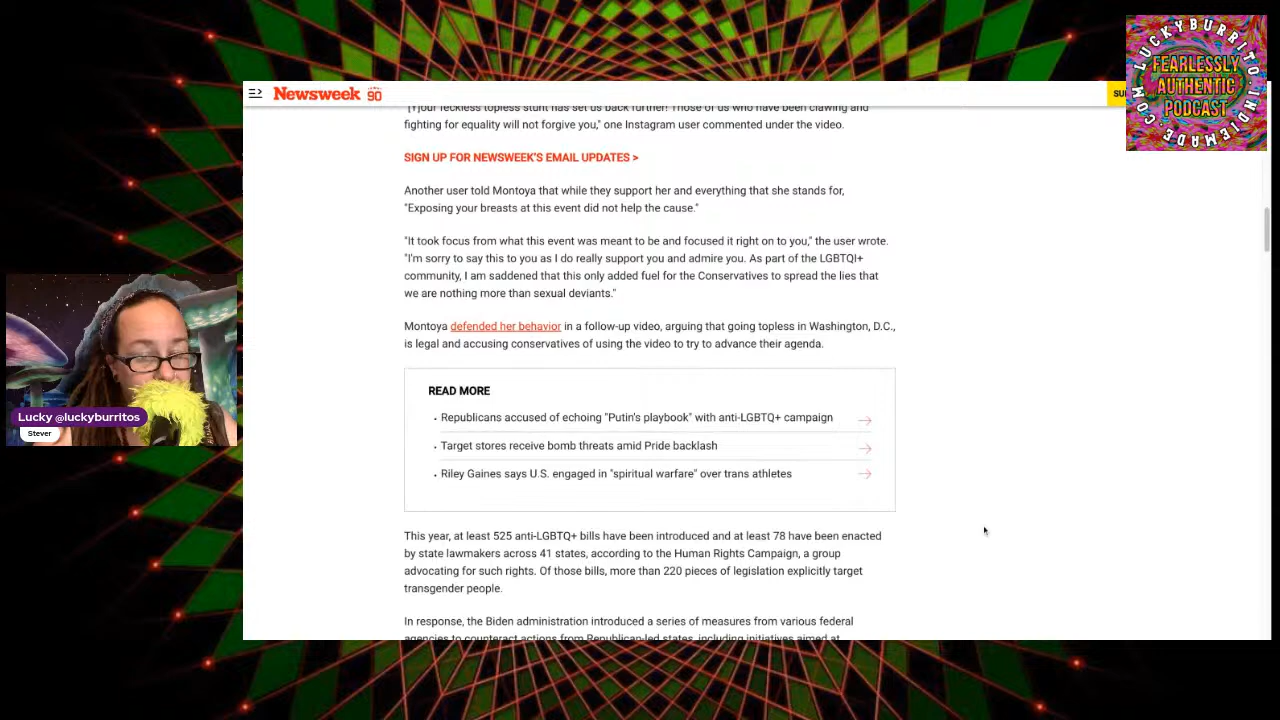 LUCKYBURRITO.INDIEMADE.COM
FEARLESSLY
AUTHENTIC
PODCAST
Newsweek 90
SU
"[Y]our reckless topless stunt has set us back further! Those of us who have been clawing and
fighting for equality will not forgive you," one Instagram user commented under the video.
SIGN UP FOR NEWSWEEK'S EMAIL UPDATES >
Another user told Montoya that while they support her and everything that she stands for,
"Exposing your breasts at this event did not help the cause."
"It took focus from what this event was meant to be and focused it right on to you," the user wrote.
"I'm sorry to say this to you as I do really support you and admire you. As part of the LGBTQI+
community, I am saddened that this only added fuel for the Conservatives to spread the lies that
we are nothing more than sexual deviants."
Montoya defended her behavior in a follow-up video, arguing that going topless in Washington, D.C.,
is legal and accusing conservatives of using the video to try to advance their agenda.
READ MORE
• Republicans accused of echoing "Putin's playbook" with anti-LGBTQ+ campaign
• Target stores receive bomb threats amid Pride backlash
• Riley Gaines says U.S. engaged in "spiritual warfare" over trans athletes
Lucky @luckyburritos
Stever
This year, at least 525 anti-LGBTQ+ bills have been introduced and at least 78 have been enacted
by state lawmakers across 41 states, according to the Human Rights Campaign, a group
advocating for such rights. Of those bills, more than 220 pieces of legislation explicitly target
transgender people.
In response, the Biden administration introduced a series of measures from various federal
agencies to counteract actions from Republican-led states, including initiatives aimed at